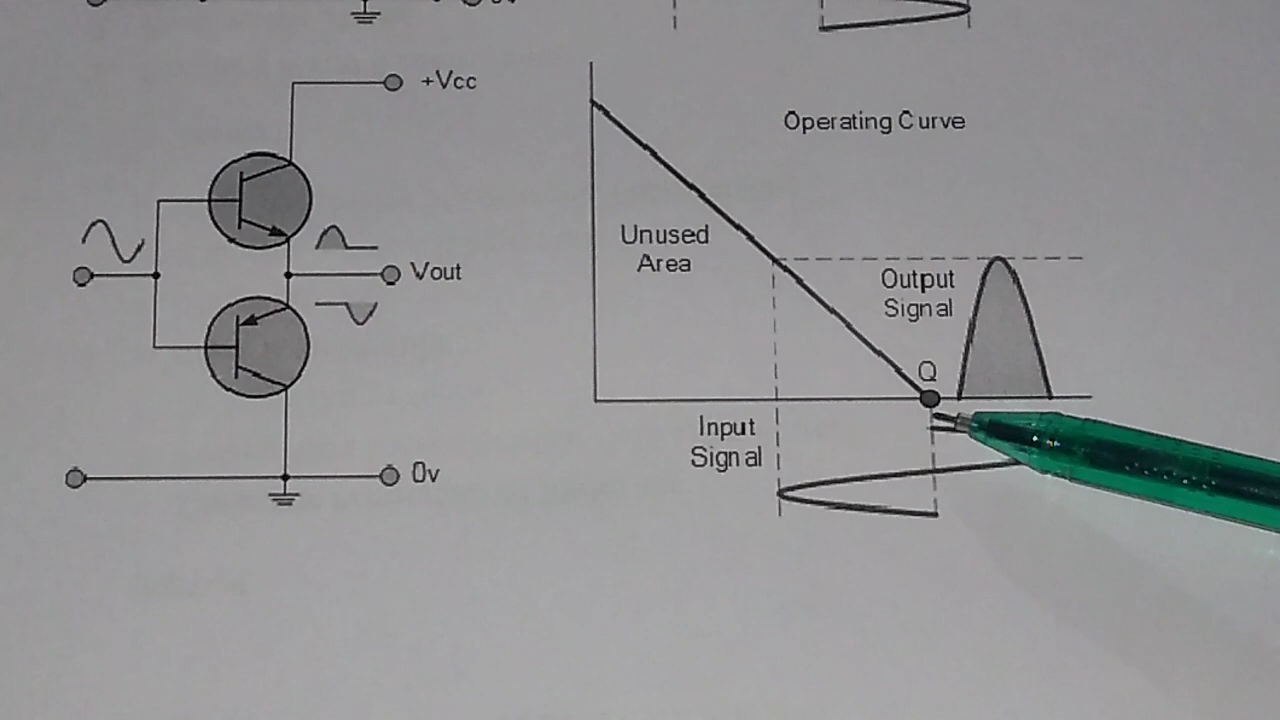 +Vcc
Operating Curve
Unused
Area
Output
Signal
Vout
Q
Input
Signal
0v